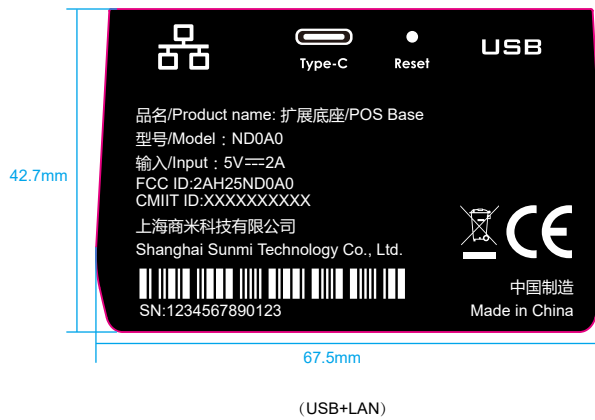 Type-C
Reset
USB
品名/Product name: 扩展底座/POS Base
型号/Model：ND0A0
输入/Input：5V⎓2A
FCC ID:2AH25ND0A0
CMIIT ID:XXXXXXXXXX
上海商米科技有限公司
Shanghai Sunmi Technology Co., Ltd.
CE
SN:1234567890123
中国制造
Made in China
42.7mm
67.5mm
（USB+LAN）